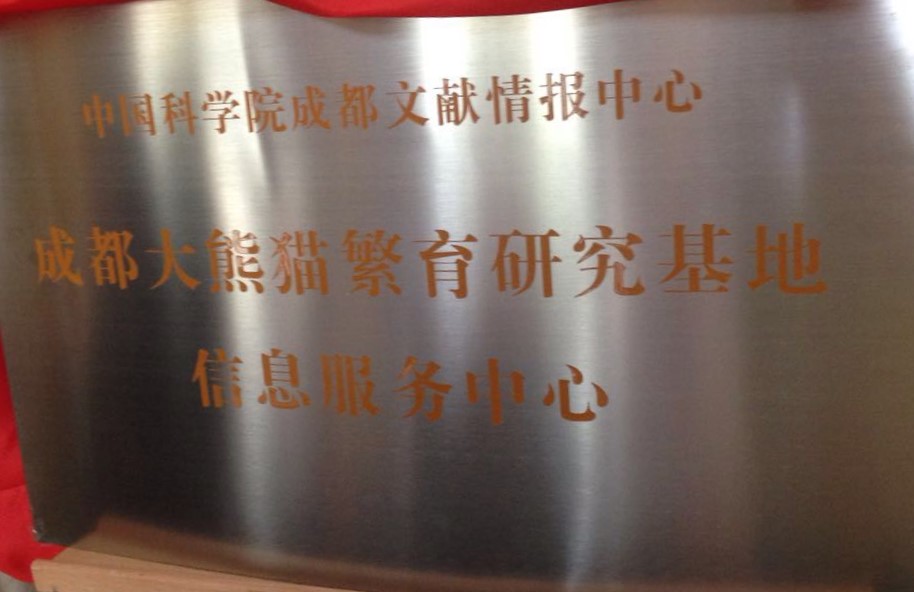 中国科学院成都文献情报中心
成都大熊猫繁育研究基地
信息服务中心